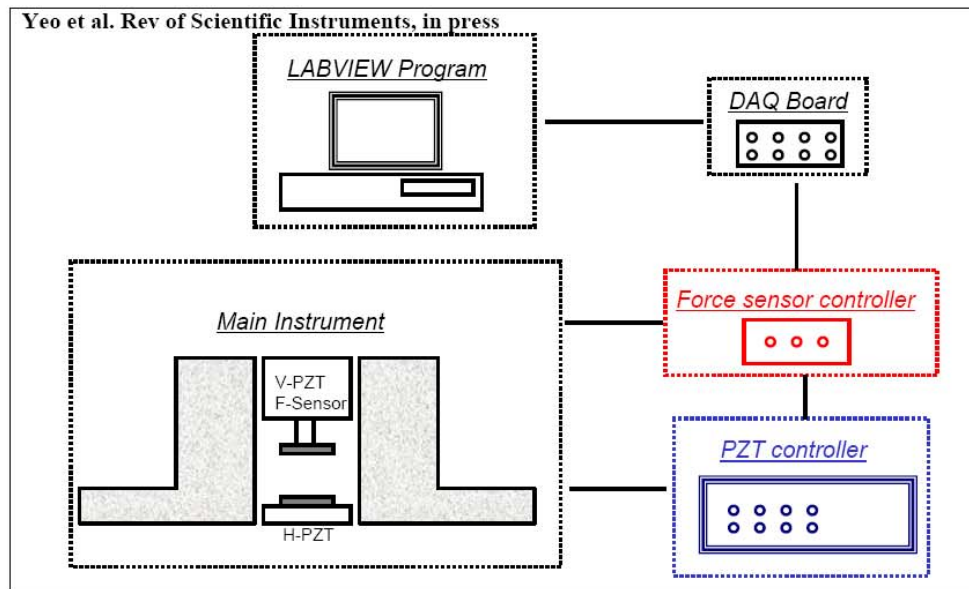 Yeo et al. Rev of Scientific Instruments, in press
LABVIEW Program
DAQ Board
Force sensor controller
Main Instrument
V-PZT
F-Sensor
H-PZT
PZT controller